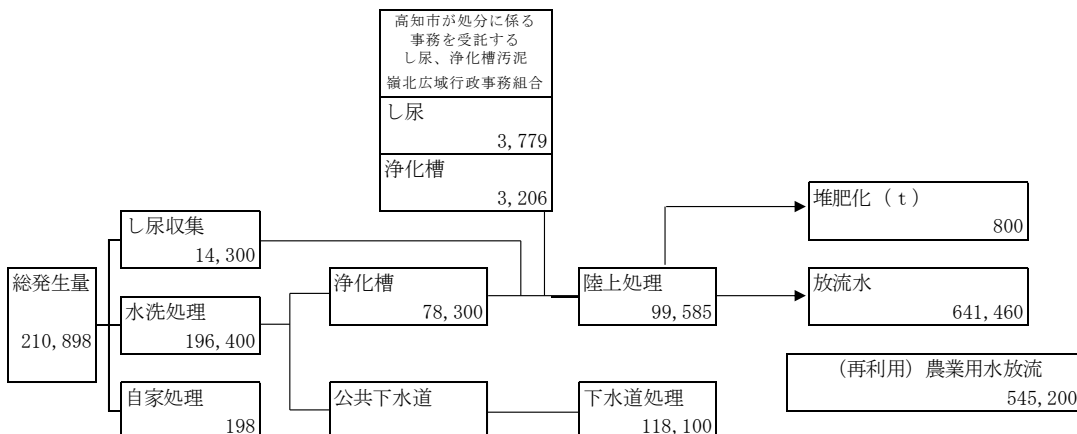 高知市が処分に係る
事務を受託する
し尿、浄化槽汚泥
嶺北広域行政事務組合
し尿
3,779
浄化槽
3,206
堆肥化（ｔ）
800
し尿収集
14,300
総発生量
210,898
水洗処理
196,400
浄化槽
78,300
陸上処理
99,585
放流水
641,460
（再利用）農業用水放流
545,200
自家処理
198
公共下水道
下水道処理
118,100